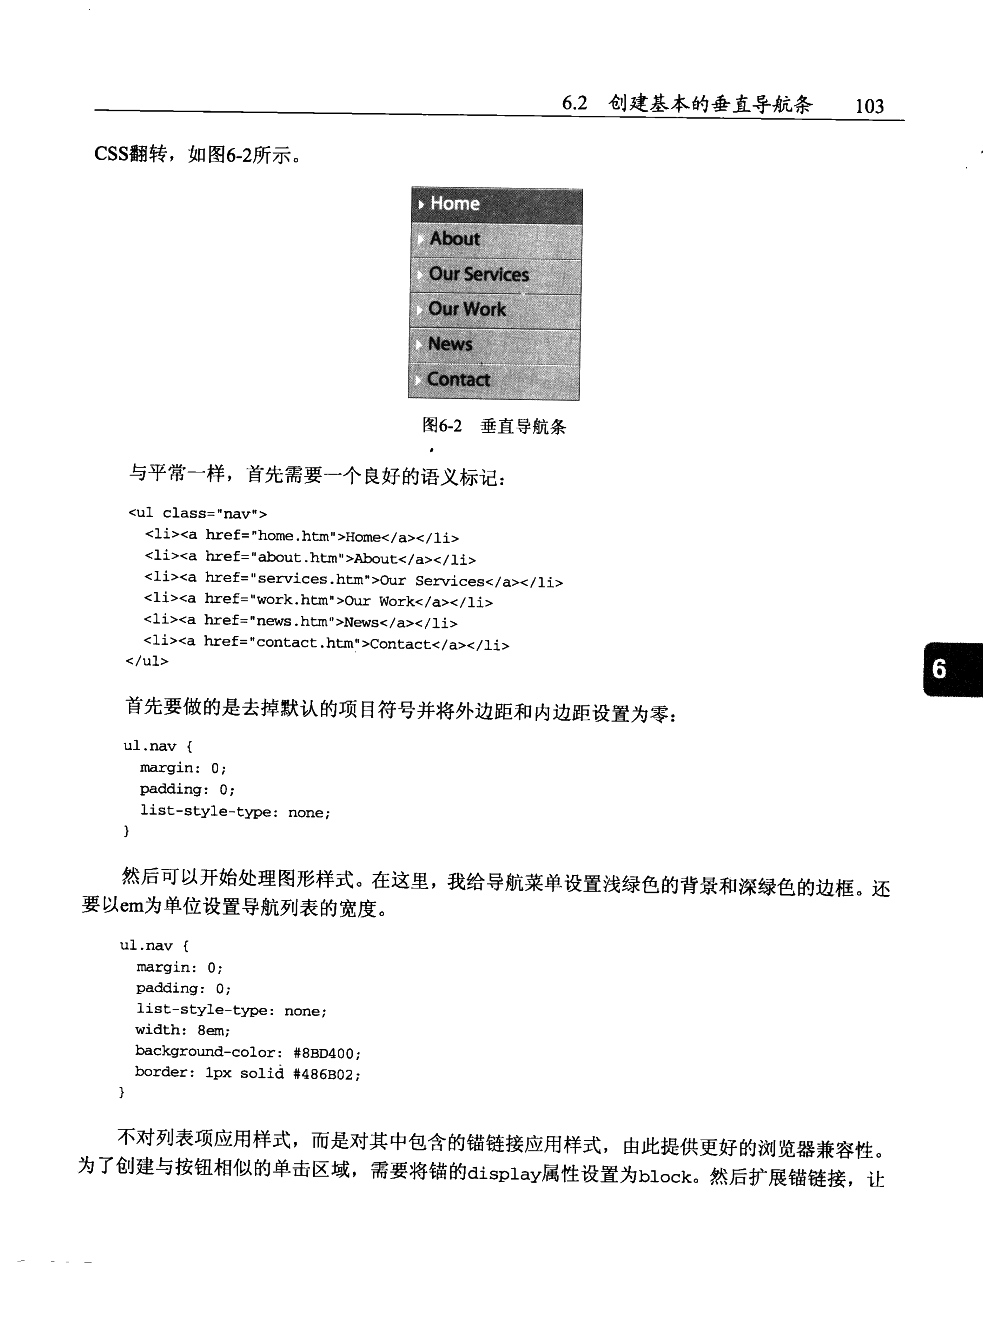 6.2 创建基本的垂直导航条 103
CSS翻转，如图6-2所示。
Home
About
Our Services
Our Work
News
Contact
图6-2 垂直导航条
与平常一样，首先需要一个良好的语义标记：
<ul class="nav">
<li><a href="home.htm">Home</a></li>
<li><a href="about.htm">About</a></li>
<li><a href="services.htm">Our Services</a></li>
<li><a href="work.htm">Our Work</a></li>
<li><a href="news.htm">News</a></li>
<li><a href="contact.htm">Contact</a></li>
</ul>
6
首先要做的是去掉默认的项目符号并将外边距和内边距设置为零：
ul.nav {
margin: 0;
padding: 0;
list-style-type: none;
}
然后可以开始处理图形样式。在这里，我给导航菜单设置浅绿色的背景和深绿色的边框。还
要以em为单位设置导航列表的宽度。
ul.nav {
margin: 0;
padding: 0;
list-style-type: none;
width: 8em;
background-color: #8BD400;
border: 1px solid #486B02;
}
不对列表项应用样式，而是对其中包含的锚链接应用样式，由此提供更好的浏览器兼容性。
为了创建与按钮相似的单击区域，需要将锚的display属性设置为block。然后扩展锚链接，让